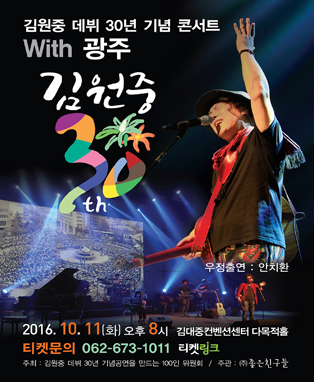 김원중 데뷔 30년 기념 콘서트
With 광주
김원중
30th
우정출연 : 안치환
2016. 10. 11(화) 오후 8시 김대중컨벤션센터 다목적홀
티켓문의 062-673-1011 티켓링크
주최 : 김원중 데뷔 30년 기념공연을 만드는 100인 위원회 / 주관 : (주)좋은친구들